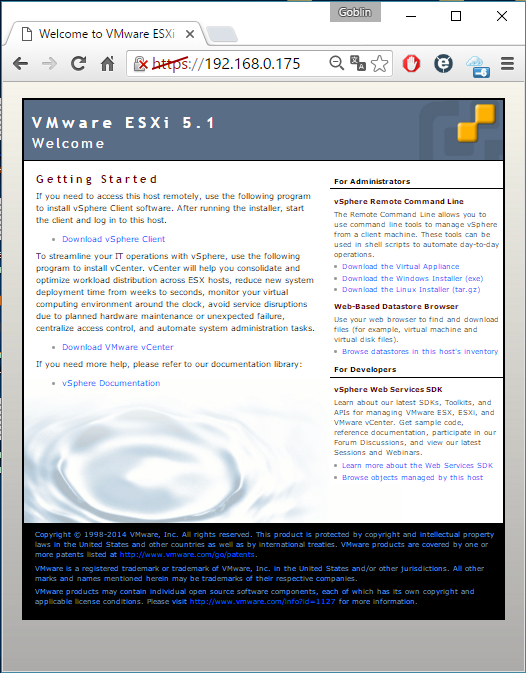 Goblin
Welcome to VMware ESXi
https://192.168.0.175
6
VMware ESXi 5.1
Welcome
Getting Started
If you need to access this host remotely, use the following program
to install vSphere Client software. After running the installer, start
the client and log in to this host.
Download vSphere Client
To streamline your IT operations with vSphere, use the following
program to install vCenter. vCenter will help you consolidate and
optimize workload distribution across ESX hosts, reduce new system
deployment time from weeks to seconds, monitor your virtual
computing environment around the clock, avoid service disruptions
due to planned hardware maintenance or unexpected failure,
centralize access control, and automate system administration tasks.
Download VMware vCenter
If you need more help, please refer to our documentation library:
vSphere Documentation
For Administrators
vSphere Remote Command Line
The Remote Command Line allows you to
use command line tools to manage vSphere
from a client machine. These tools can be
used in shell scripts to automate day-to-day
operations.
Download the Virtual Appliance
Download the Windows Installer (exe)
Download the Linux Installer (tar.gz)
Web-Based Datastore Browser
Use your web browser to find and download
files (for example, virtual machine and
virtual disk files).
Browse datastores in this host's inventory
For Developers
vSphere Web Services SDK
Learn about our latest SDKs, Toolkits, and
APIs for managing VMware ESX, ESXi, and
VMware vCenter. Get sample code,
reference documentation, participate in our
Forum Discussions, and view our latest
Sessions and Webinars.
Learn more about the Web Services SDK
Browse objects managed by this host
Copyright © 1998-2014 VMware, Inc. All rights reserved. This product is protected by copyright and intellectual property
laws in the United States and other countries as well as by international treaties. VMware products are covered by one or
more patents listed at http://www.vmware.com/go/patents.
VMware is a registered trademark or trademark of VMware, Inc. in the United States and/or other jurisdictions. All other
marks and names mentioned herein may be trademarks of their respective companies.
VMware products may contain individual open source software components, each of which has its own copyright and
applicable license conditions. Please visit http://www.vmware.com/info?id=1127 for more information.